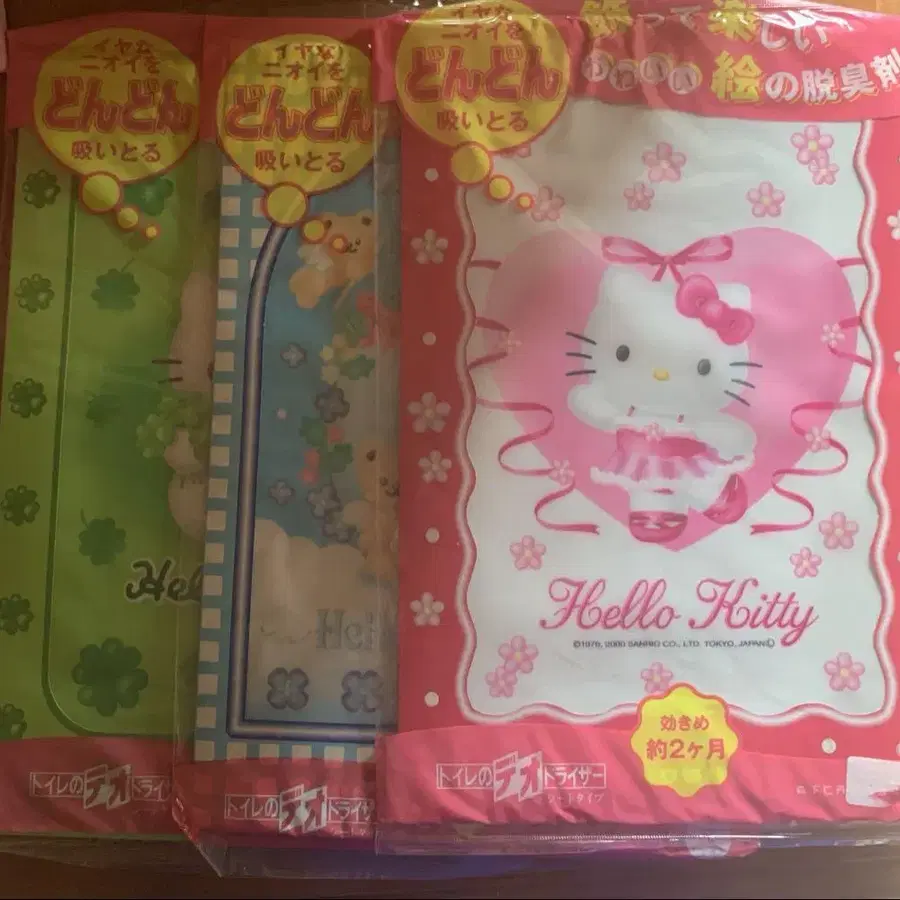 イヤな
ニオイを
どんどん
吸いとる
Hel
トイレの
デオ
ドライ
イヤな
ニオイを
どんどん
吸いとる
トイレの
デオ
ドライザ
イヤな
ニオイを
どんどん
吸いとる
飾って楽しい
かわいい絵の脱臭剤
Hello Kitty
©1976, 2000 SANRIO CO., LTD. TOKYO, JAPAN
効きめ
約2ヶ月
トイレの
デオ
ドライザー
シートタイプ